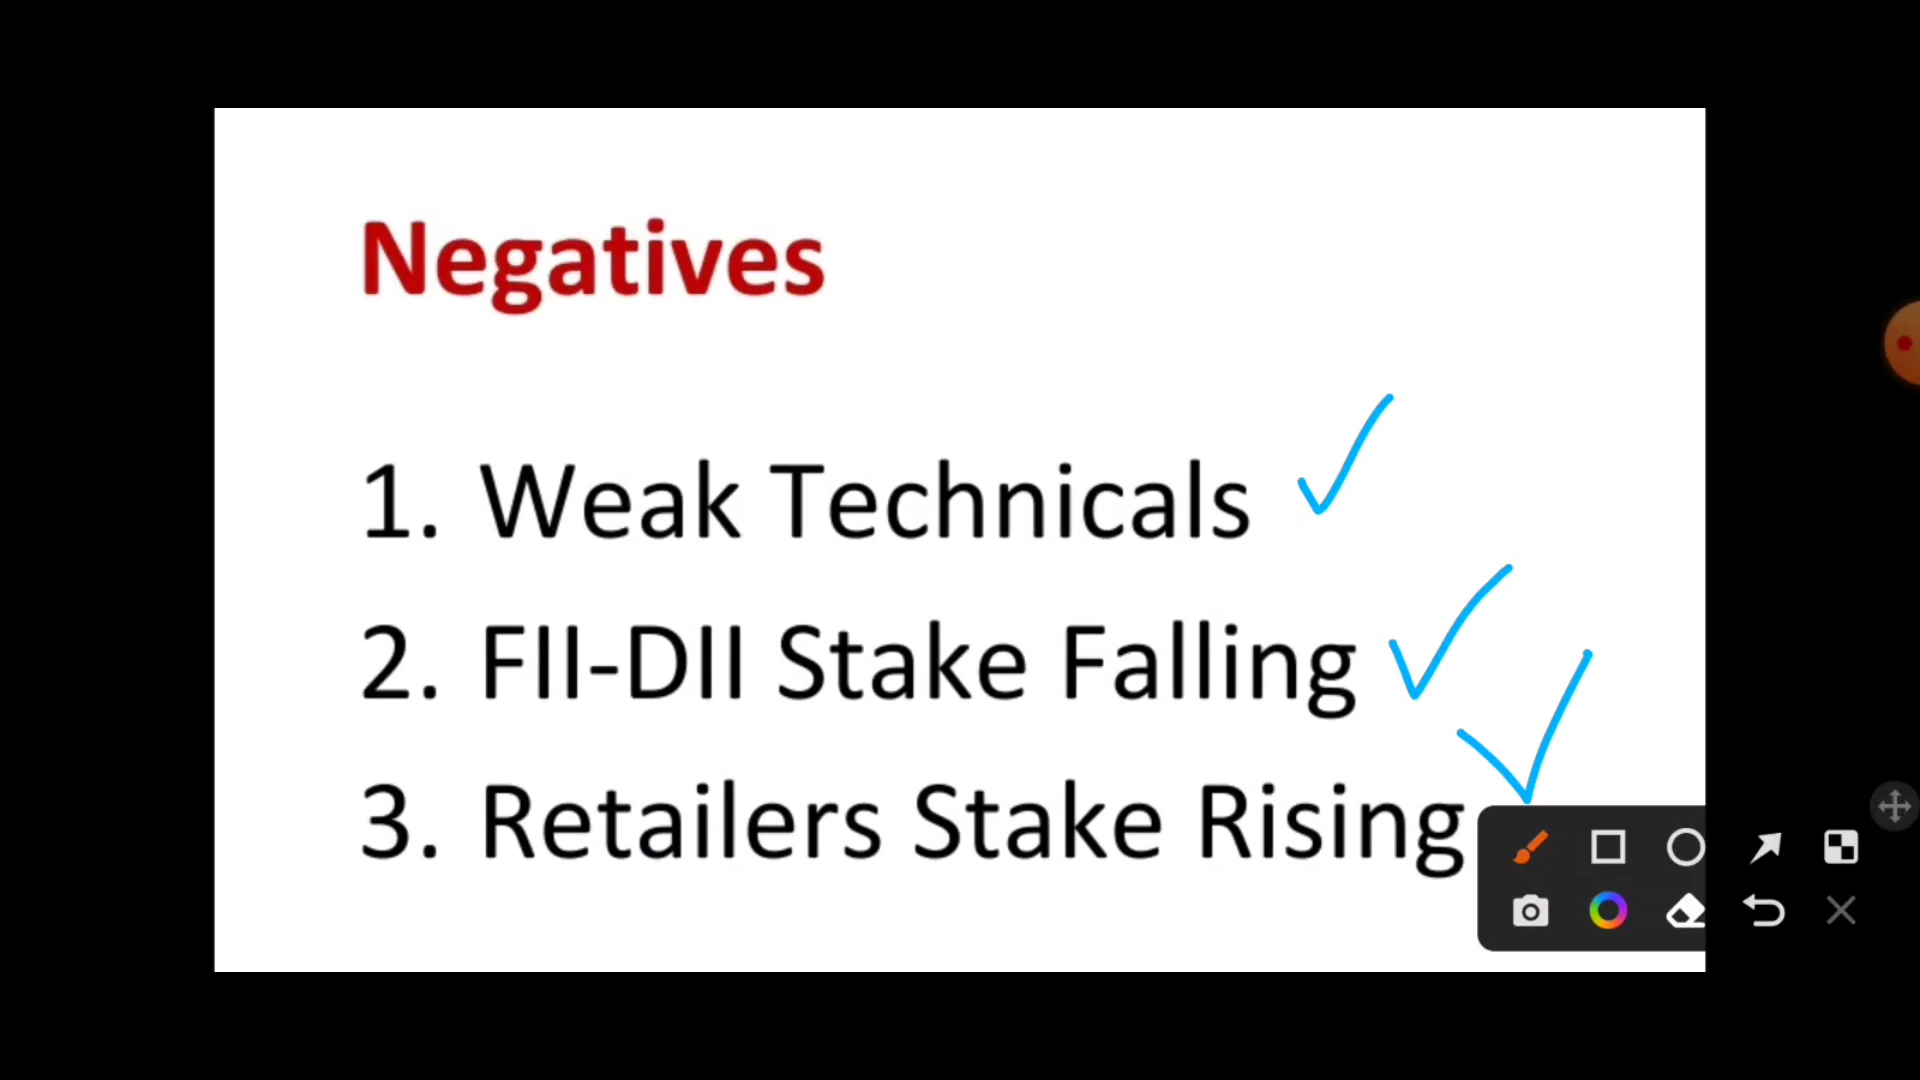 Negatives
1. Weak Technicals
2. FII-DII Stake Falling
3. Retailers Stake Rising